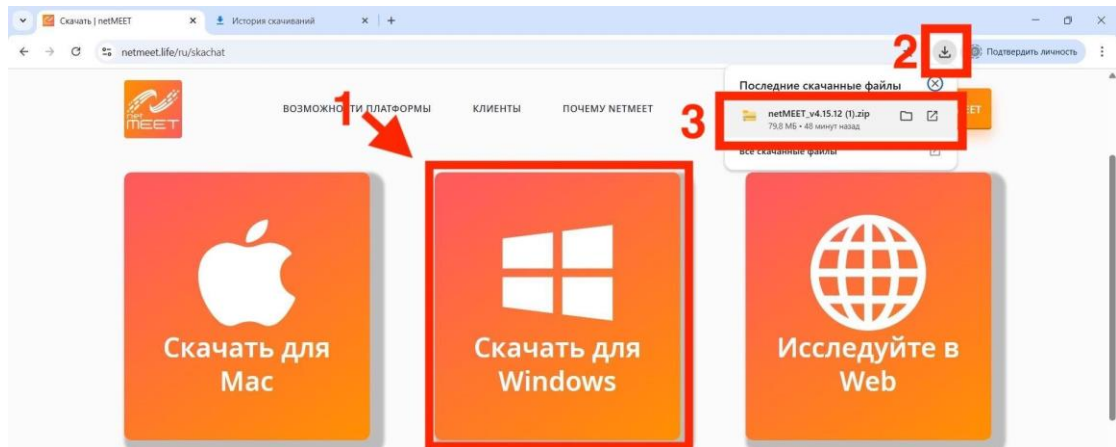 Скачать | netMEET
История скачиваний
netmeet.life/ru/skachat
2
Подтвердить личность
net
MEET
ВОЗМОЖНОСТИ ПЛАТФОРМЫ
КЛИЕНТЫ
ПОЧЕМУ NETMEET
Последние скачанные файлы
1
3
netMEET_v4.15.12 (1).zip
79,8 МБ • 48 минут назад
Все скачанные файлы
Скачать для
Mac
Скачать для
Windows
Исследуйте в
Web